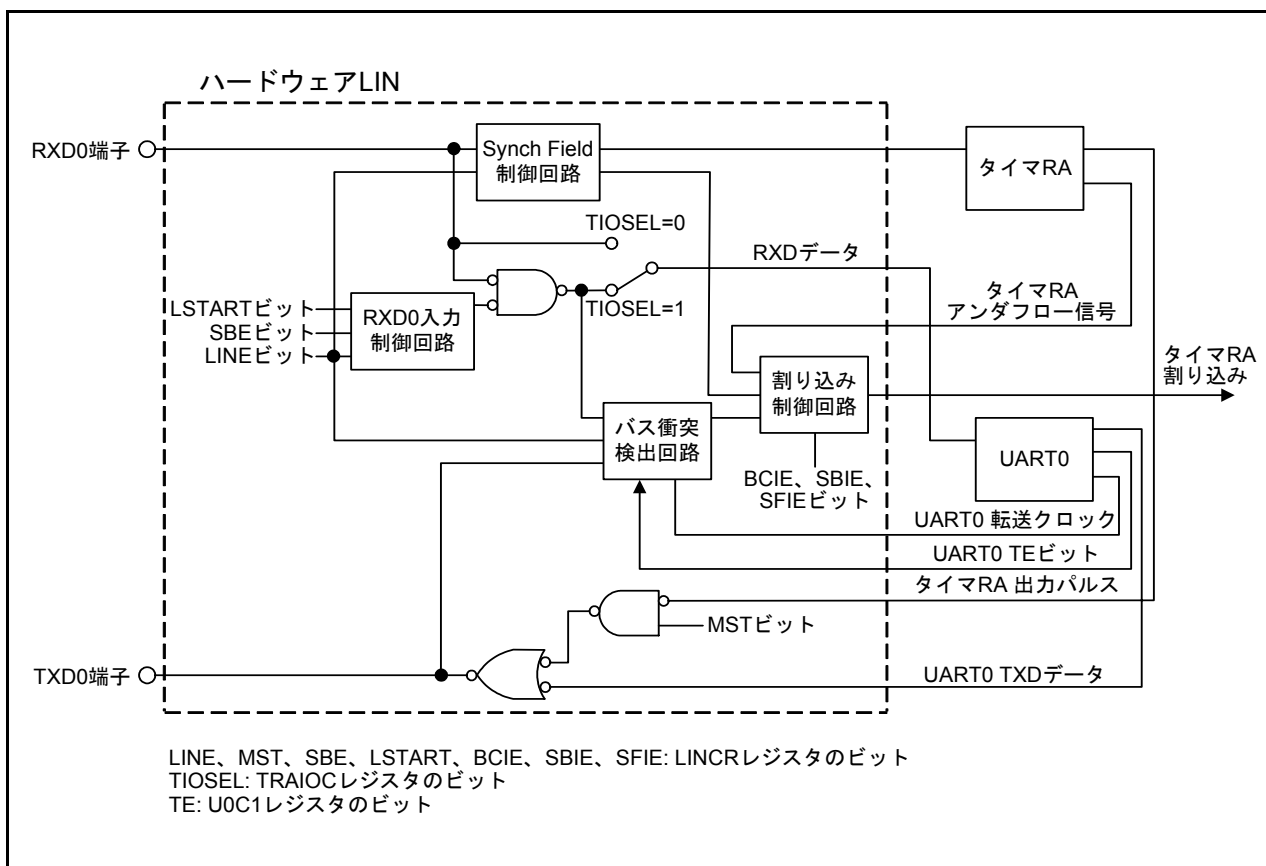 ハードウェアLIN
RXD0端子
Synch Field
制御回路
タイマRA
TIOSEL=0
RXDデータ
TIOSEL=1
タイマRA
アンダフロー信号
LSTARTビット
SBEビット
LINEビット
RXD0入力
制御回路
タイマRA
割り込み
割り込み
制御回路
バス衝突
検出回路
UART0
BCIE、SBIE、
SFIEビット
UART0 転送クロック
UART0 TEビット
タイマRA 出力パルス
MSTビット
TXD0端子
UART0 TXDデータ
LINE、MST、SBE、LSTART、BCIE、SBIE、SFIE: LINCRレジスタのビット
TIOSEL: TRAIOCレジスタのビット
TE: U0C1レジスタのビット